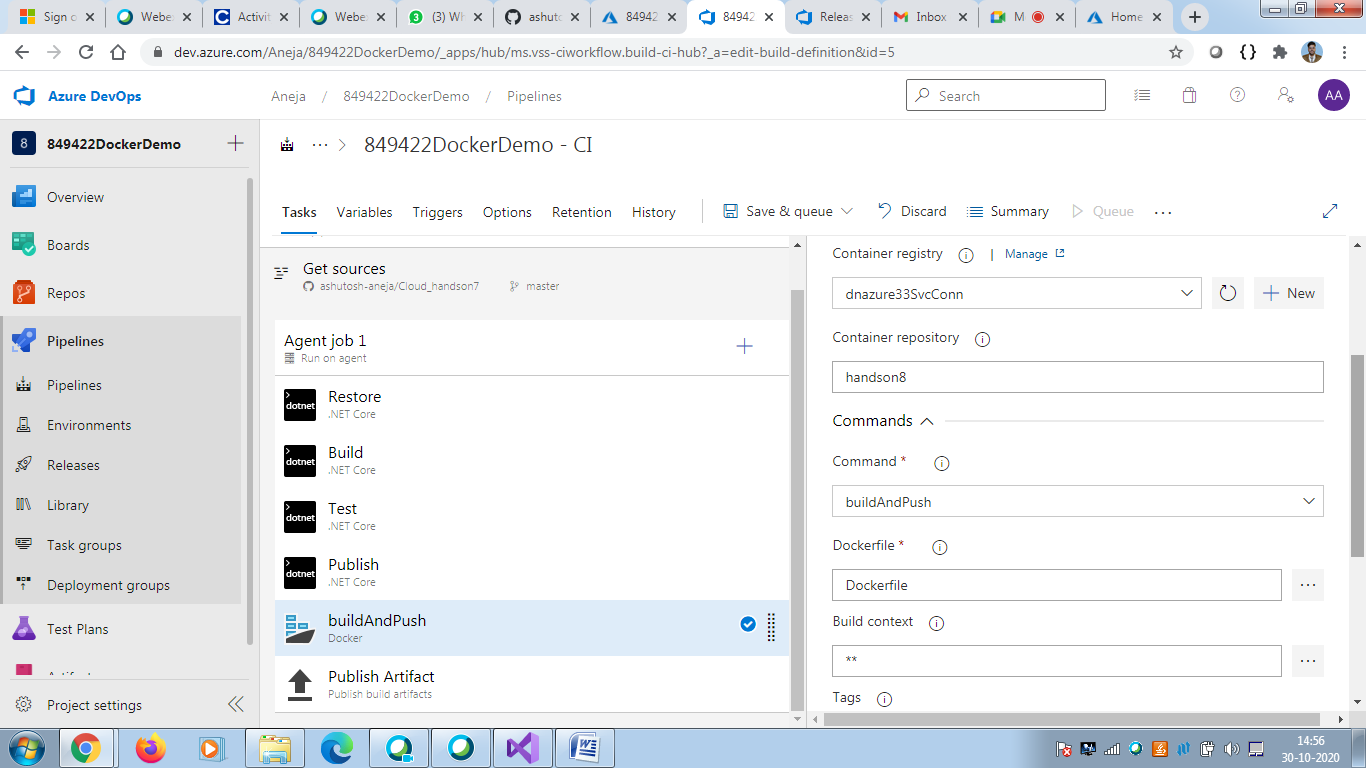 Sign o
Webex
Activit
Webex
(3) Wh
ashuto
84942
84942
Releas
Inbox
M
Home
dev.azure.com/Aneja/849422DockerDemo/_apps/hub/ms.vss-ciworkflow.build-ci-hub?_a=edit-build-definition&id=5
Azure DevOps
Aneja / 849422DockerDemo / Pipelines
Search
AA
8 849422DockerDemo
Overview
Boards
Repos
Pipelines
Pipelines
Environments
Releases
Library
Task groups
Deployment groups
Test Plans
Project settings
849422DockerDemo - CI
Tasks Variables Triggers Options Retention History | Save & queue Discard Summary Queue ...
Get sources
ashutosh-aneja/Cloud_handson7 master
Agent job 1
Run on agent
dotnet
Restore
.NET Core
dotnet
Build
.NET Core
dotnet
Test
.NET Core
dotnet
Publish
.NET Core
buildAndPush
Docker
Publish Artifact
Publish build artifacts
Container registry | Manage
dnazure33SvcConn
New
Container repository
handson8
Commands
Command *
buildAndPush
Dockerfile *
Dockerfile
Build context
**
Tags
14:56
30-10-2020